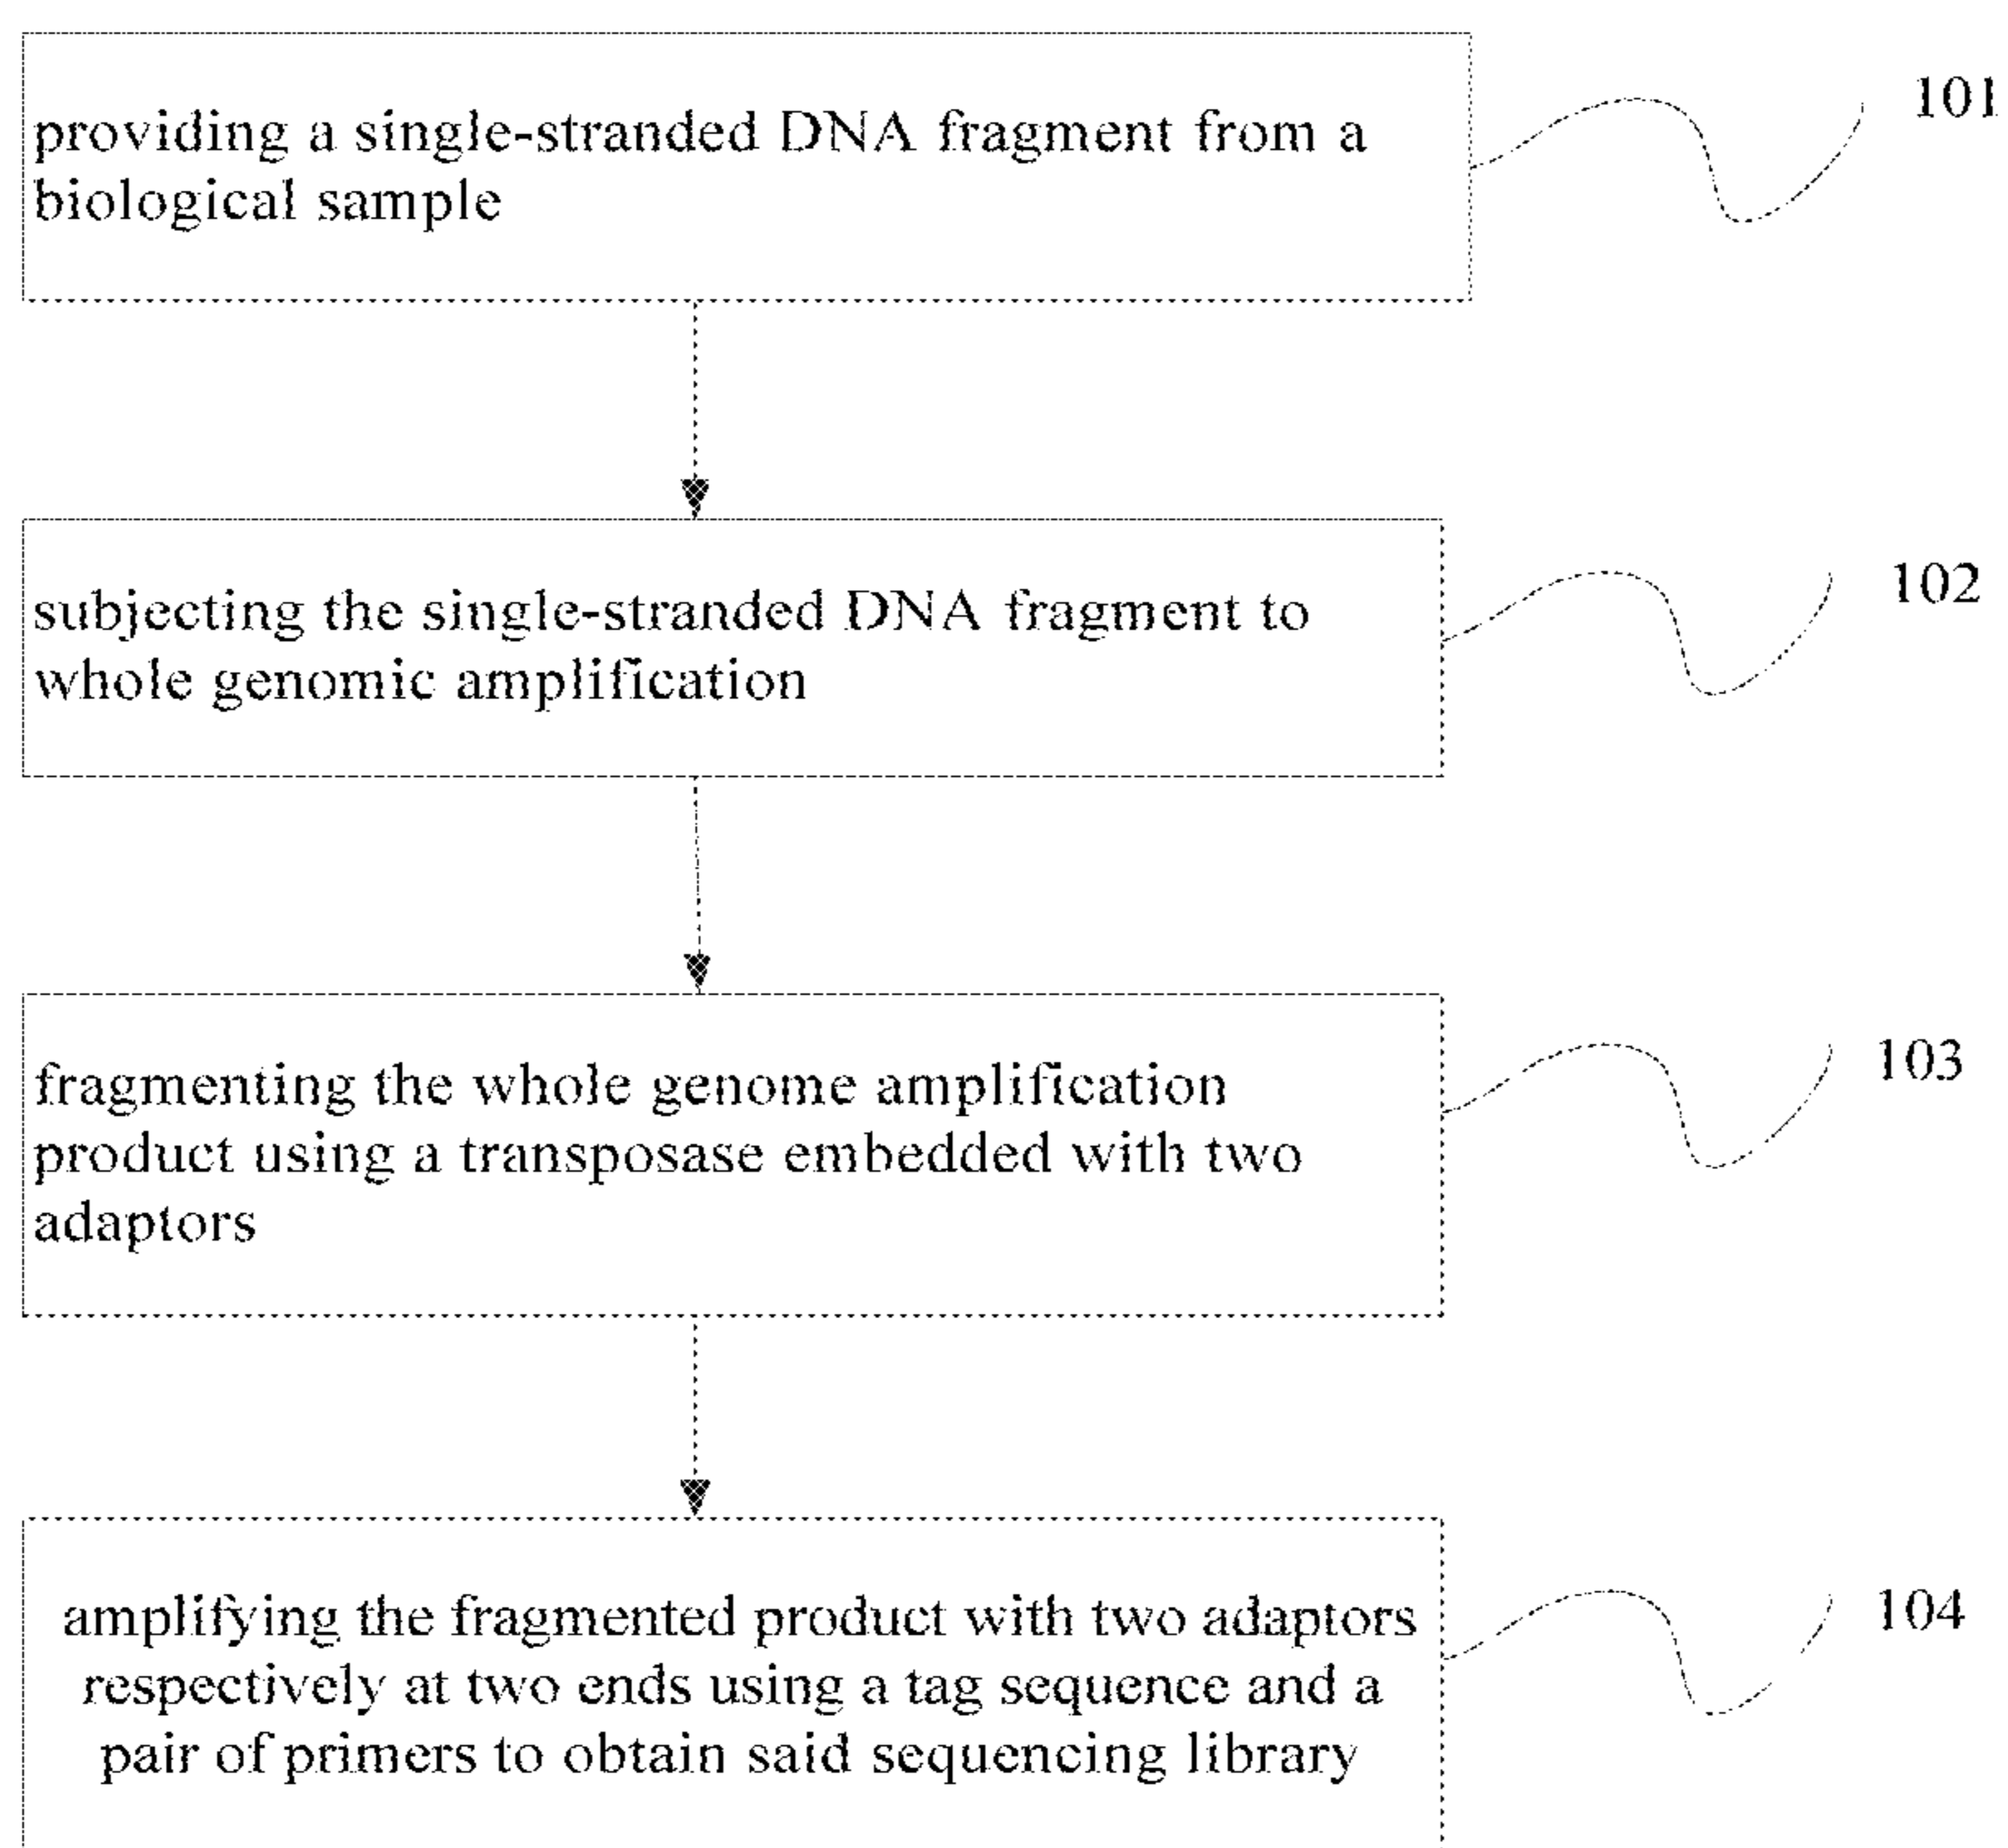 providing a single-stranded DNA fragment from a
biological sample
101
subjecting the single-stranded DNA fragment to
whole genomic amplification
102
fragmenting the whole genome amplification
product using a transposase embedded with two
adaptors
103
amplifying the fragmented product with two adaptors
respectively at two ends using a tag sequence and a
pair of primers to obtain said sequencing library
104